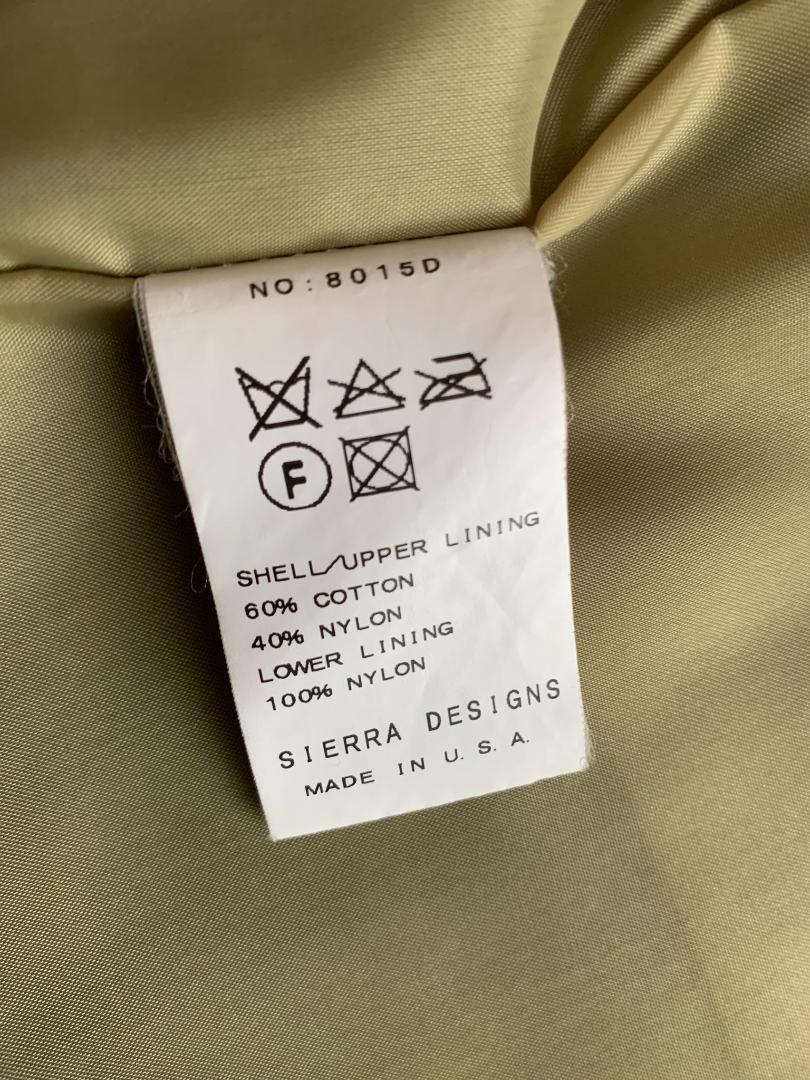 NO:8015D
F
SHELL/UPPER LINING
60% COTTON
40% NYLON
LOWER LINING
100% NYLON
SIERRA DESIGNS
MADE IN U.S.A.